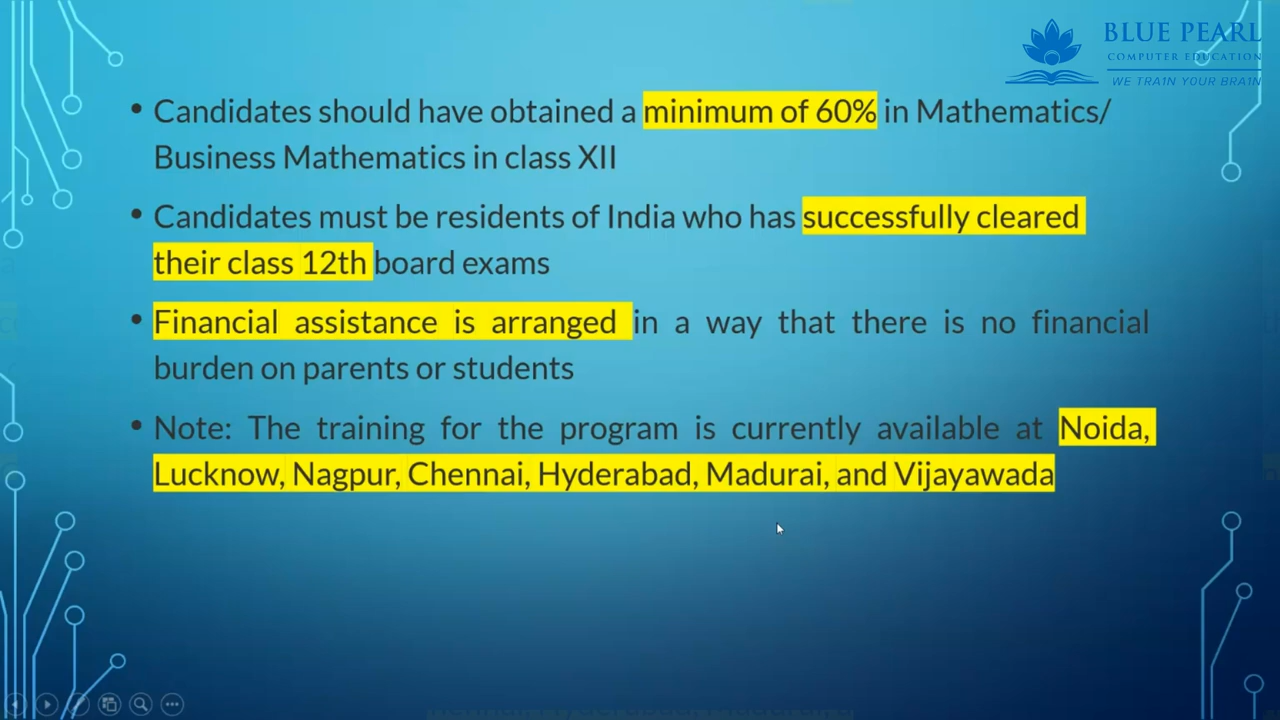 BLUE PEARL
COMPUTER EDUCATION
WE TRA1N YOUR BRA1N
• Candidates should have obtained a minimum of 60% in Mathematics/
Business Mathematics in class XII
• Candidates must be residents of India who has successfully cleared
their class 12th board exams
• Financial assistance is arranged in a way that there is no financial
burden on parents or students
• Note: The training for the program is currently available at Noida,
Lucknow, Nagpur, Chennai, Hyderabad, Madurai, and Vijayawada